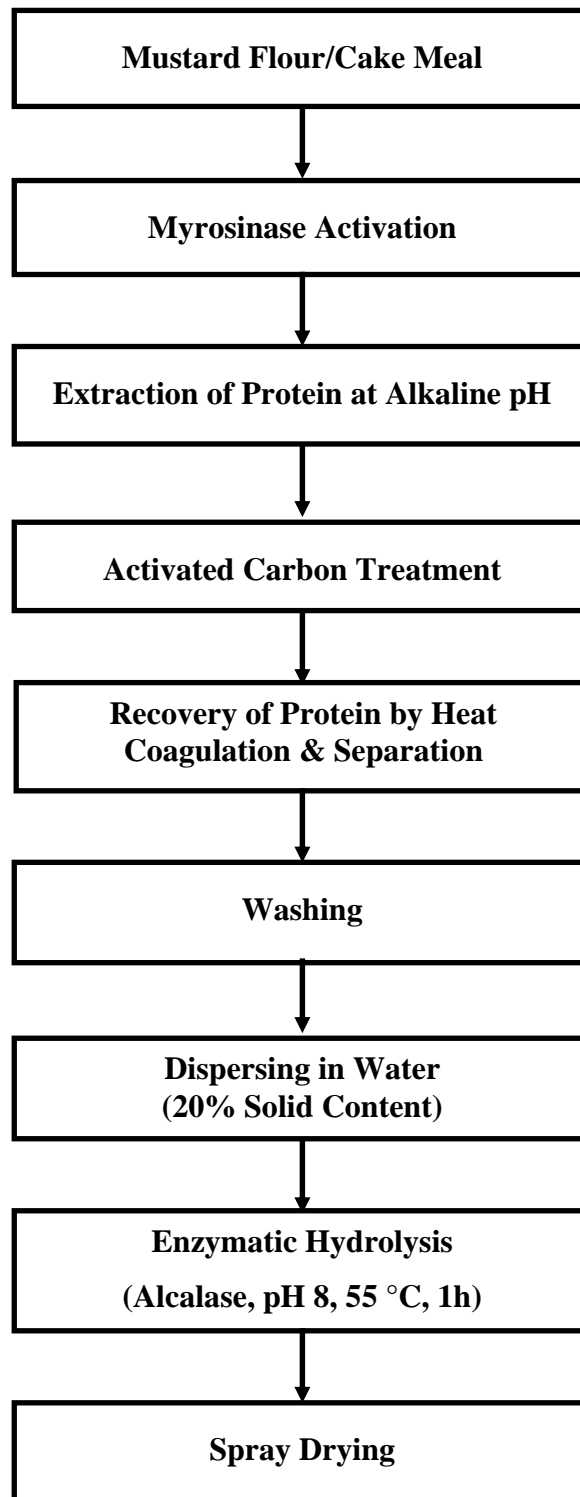 Mustard Flour/Cake Meal
Myrosinase Activation
Extraction of Protein at Alkaline pH
Activated Carbon Treatment
Recovery of Protein by Heat
Coagulation & Separation
Washing
Dispersing in Water
(20% Solid Content)
Enzymatic Hydrolysis
(Alcalase, pH 8, 55 °C, 1h)
Spray Drying